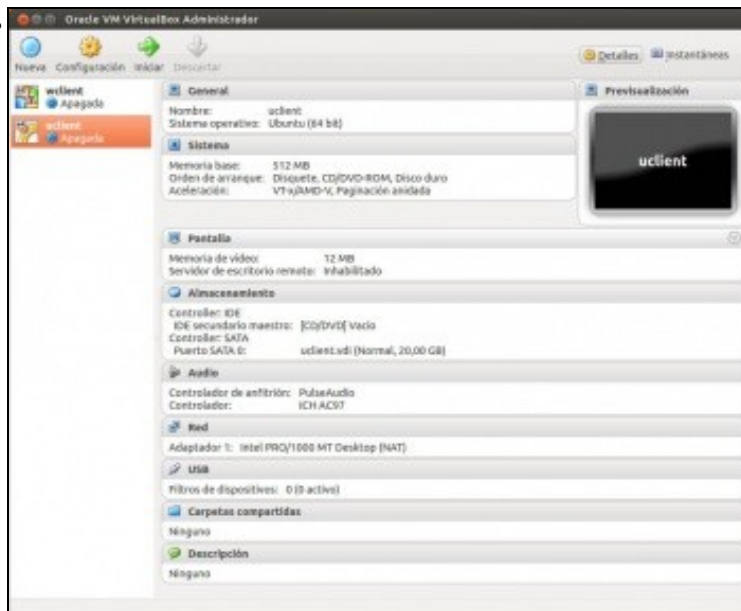 Oracle VM VirtualBox Administrador
Nueva Configuración Iniciar Descartar
Detalles Instantáneas
wclient
Apagada
uclient
Apagada
General
Nombre: uclient
Sistema operativo: Ubuntu (64 bit)
Sistema
Memoria base: 512 MB
Orden de arranque: Disquete, CD/DVD-ROM, Disco duro
Aceleración: VT-x/AMD-V, Paginación anidada
Previsualización
uclient
Pantalla
Memoria de vídeo: 12 MB
Servidor de escritorio remoto: Inhabilitado
Almacenamiento
Controller: IDE
IDE secundario maestro: [CD/DVD] Vacío
Controller: SATA
Puerto SATA 0: uclient.vdi (Normal, 20,00 GB)
Audio
Controlador de anfitrión: PulseAudio
Controlador: ICH AC97
Red
Adaptador 1: Intel PRO/1000 MT Desktop (NAT)
USB
Filtros de dispositivos: 0 (0 activo)
Carpetas compartidas
Ninguno
Descripción
Ninguno